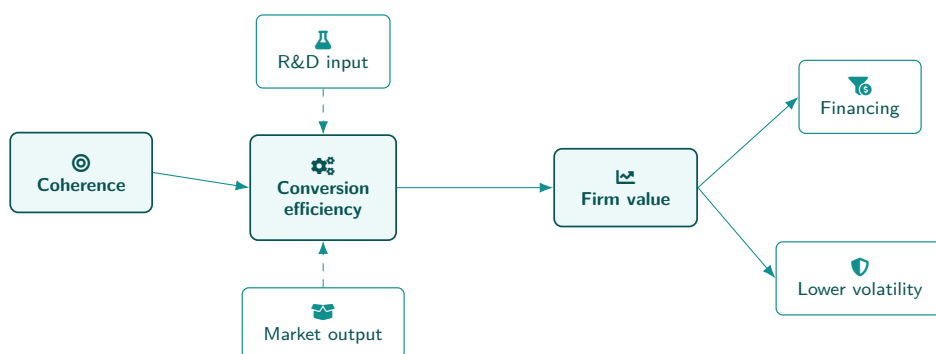 R&D input
Coherence
Conversion
efficiency
Market output
Firm value
Financing
Lower volatility